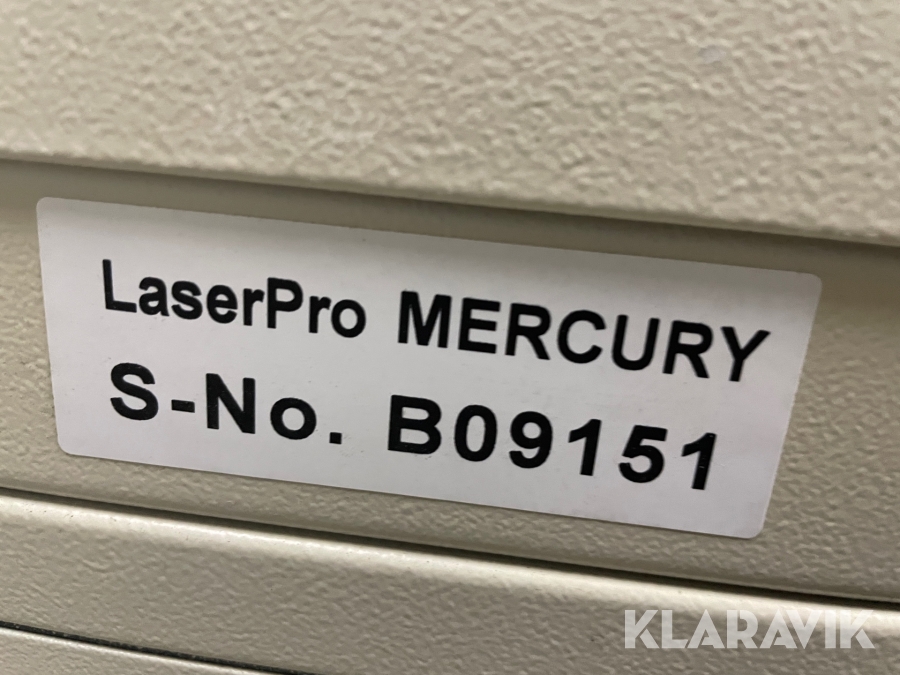 LaserPro MERCURY
S-No. B09151
KLARAVIK